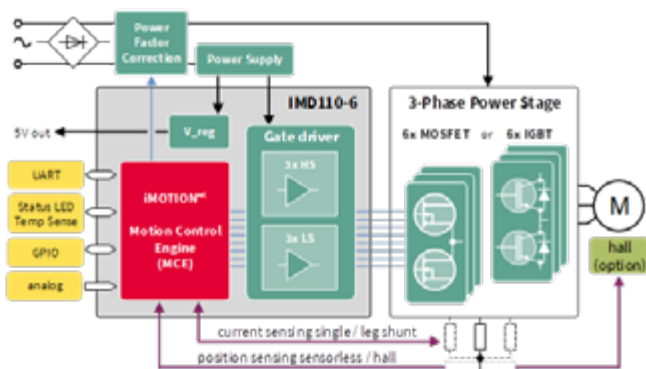 Power
Factor
Correction
Power Supply
IMD110-6
3-Phase Power Stage
5V out
V_reg
Gate driver
6x MOSFET or 6x IGBT
UART
Status LED
Temp Sense
GPIO
analog
iMOTION
Motion Control
Engine
(MCE)
3x HS
3x LS
M
hall
(option)
current sensing single / leg shunt
position sensing sensorless / hall